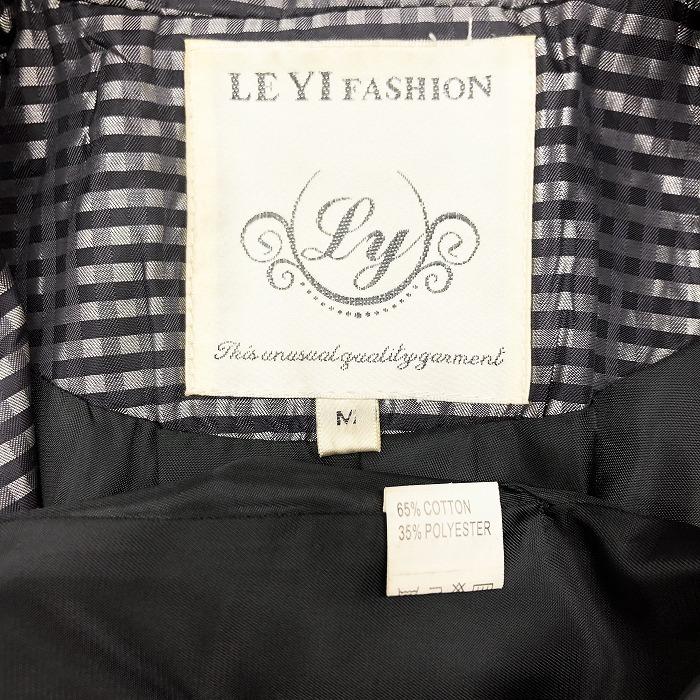 LE YI FASHION
Ly
This unusual quality garment
M
65% COTTON
35% POLYESTER